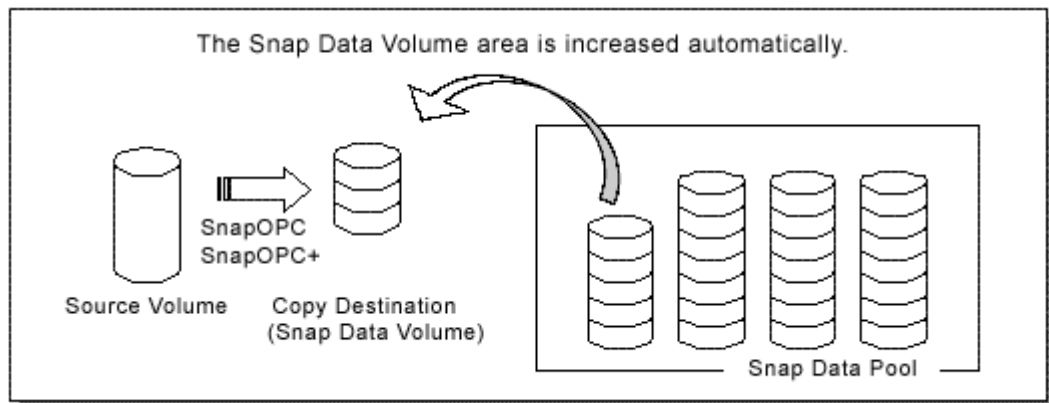 The Snap Data Volume area is increased automatically.
SnapOPC
SnapOPC+
Source Volume
Copy Destination
(Snap Data Volume)
Snap Data Pool